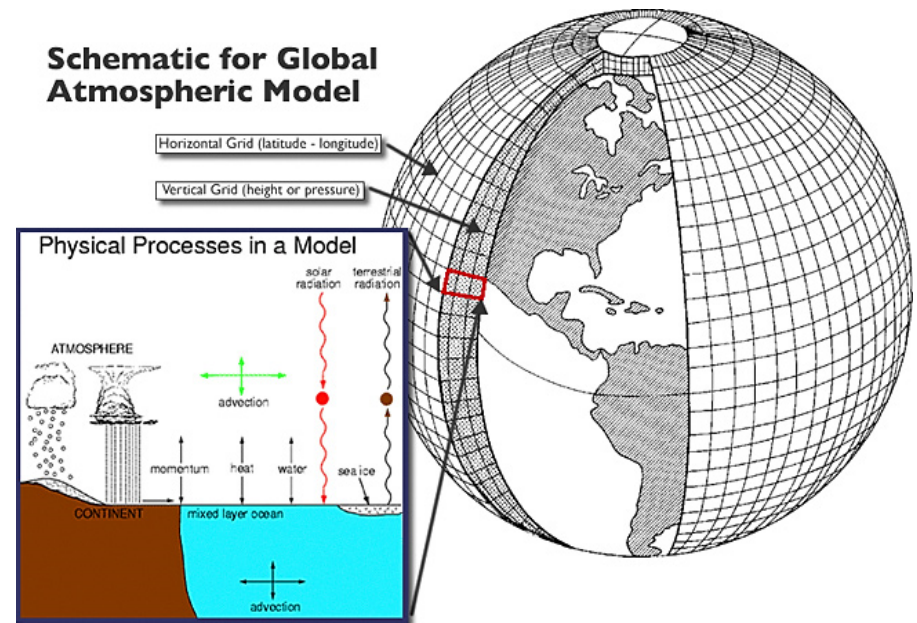 Schematic for Global
Atmospheric Model
Horizontal Grid (latitude - longitude)
Vertical Grid (height or pressure)
Physical Processes in a Model
solar
radiation
terrestrial
radiation
ATMOSPHERE
advection
momentum
heat
water
sea ice
CONTINENT
mixed layer ocean
advection